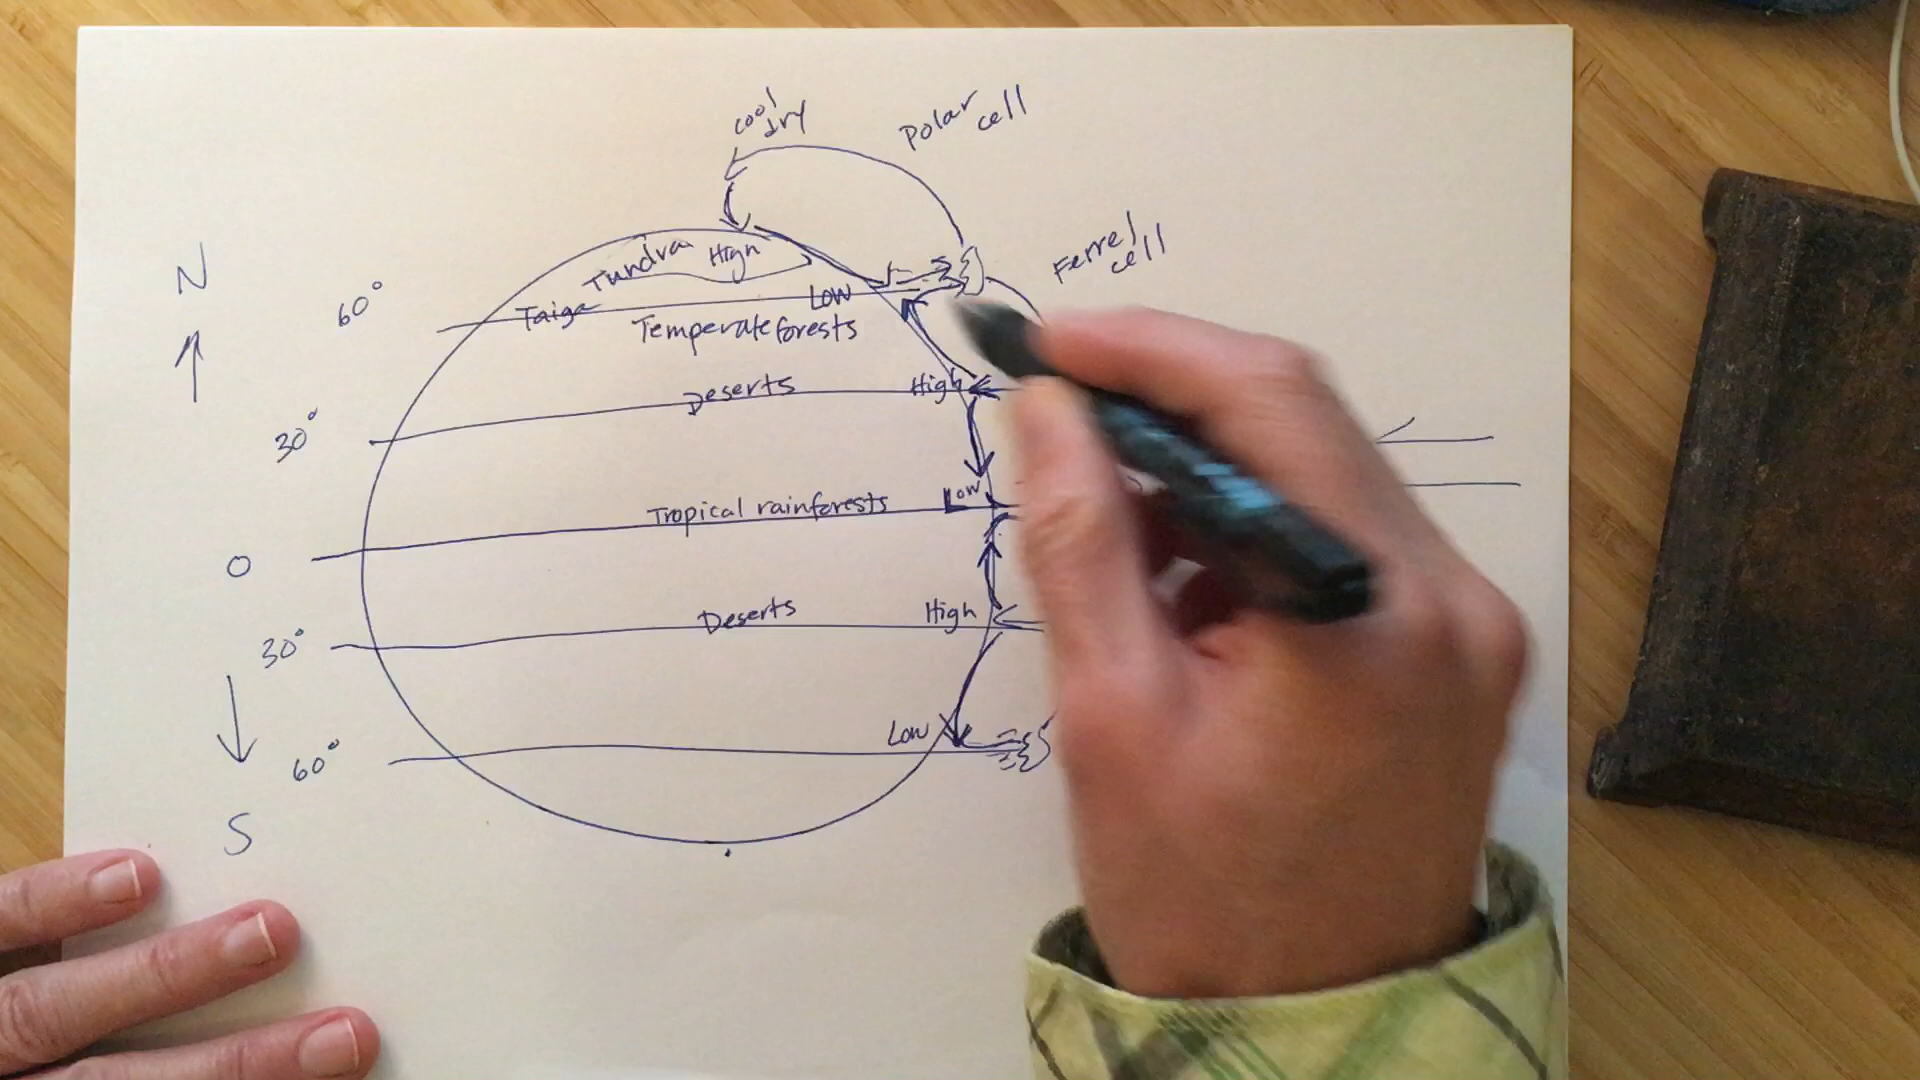 cool
dry
Polar
cell
Ferrel
cell
N
60°
Tundra High
Taiga
Low
Temperate forests
30°
Deserts
High
Tropical rainforests
Low
0
Deserts
High
30°
Low
60°
S